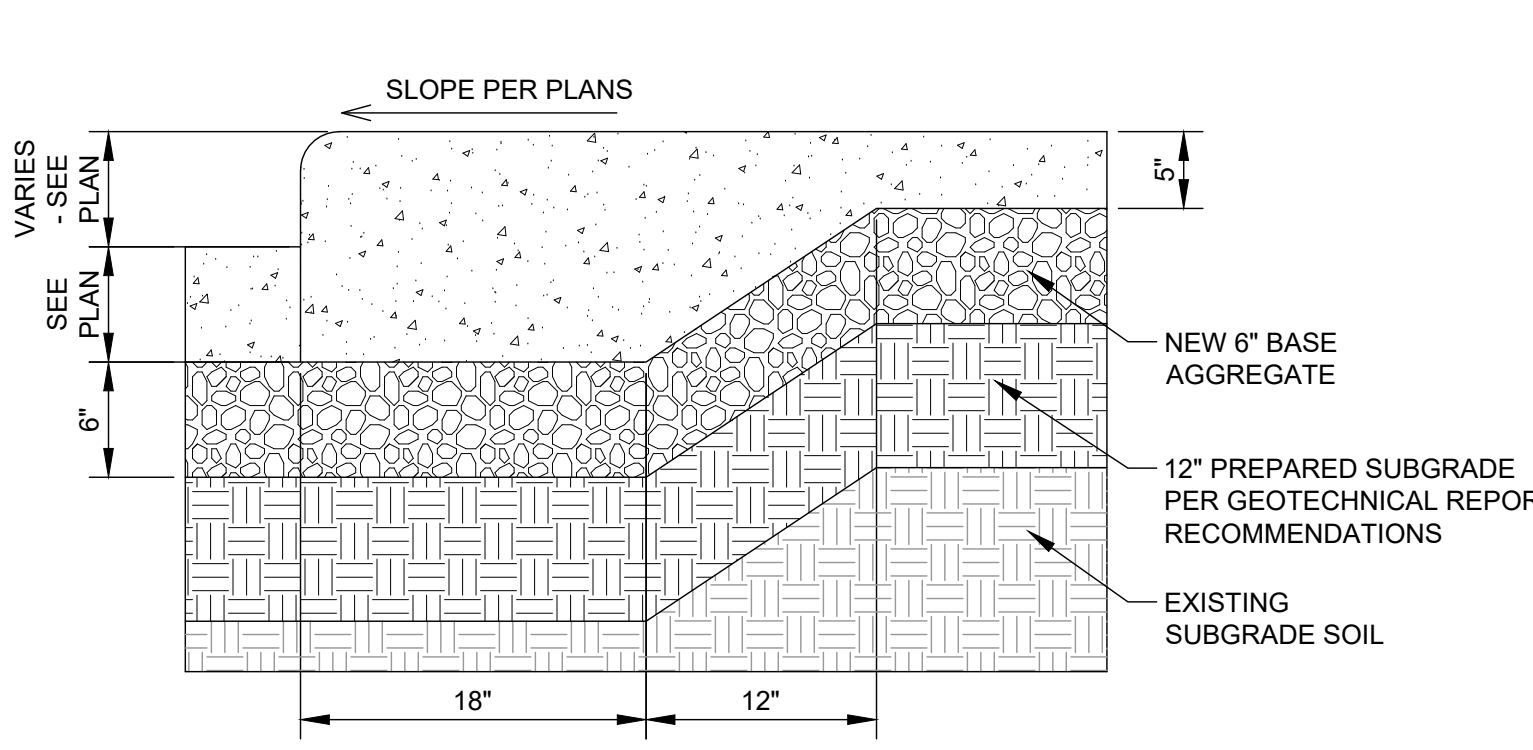 SLOPE PER PLANS
VARIES
- SEE
PLAN
SEE
PLAN
6"
5"
NEW 6" BASE
AGGREGATE
12" PREPARED SUBGRADE
PER GEOTECHNICAL REPOR
RECOMMENDATIONS
EXISTING
SUBGRADE SOIL
18"
12"